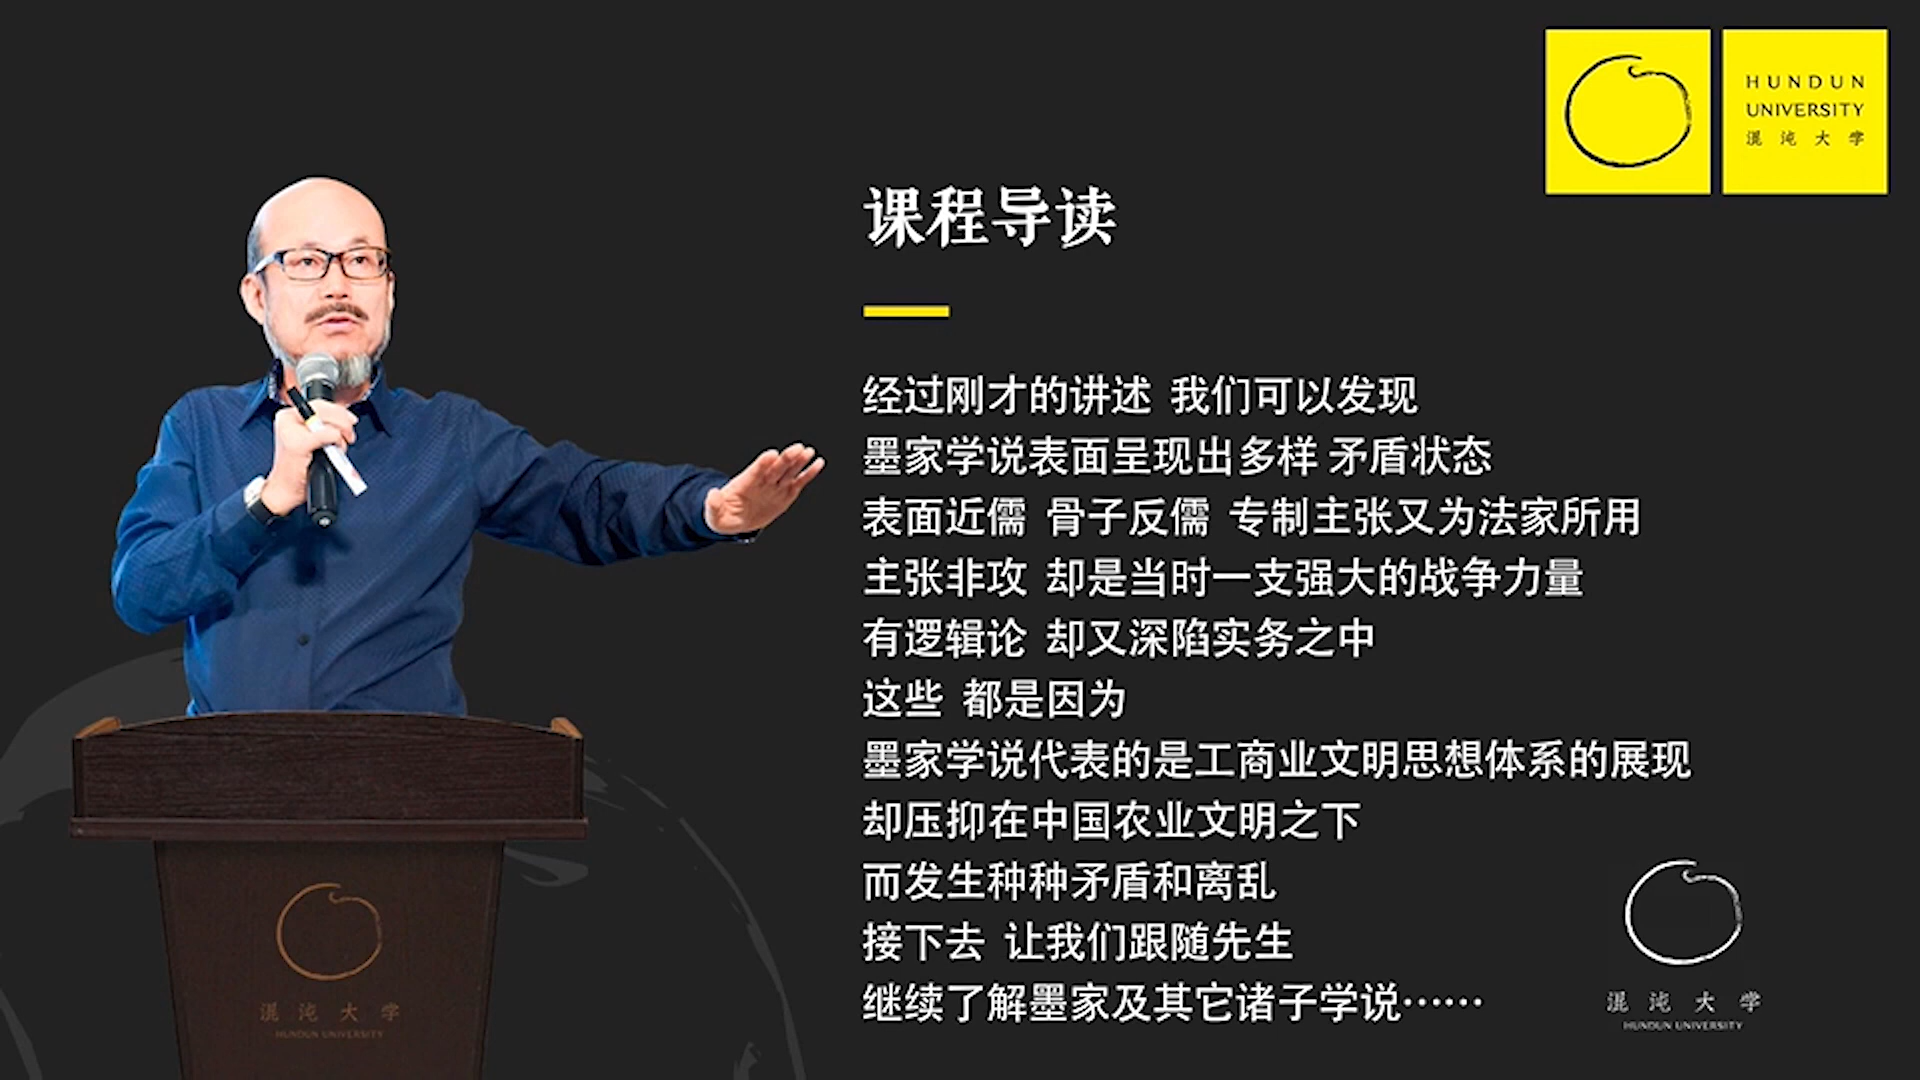 HUNDUN
UNIVERSITY
混沌大学
课程导读
经过刚才的讲述 我们可以发现
墨家学说表面呈现出多样 矛盾状态
表面近儒 骨子反儒 专制主张又为法家所用
主张非攻 却是当时一支强大的战争力量
有逻辑论 却又深陷实务之中
这些 都是因为
墨家学说代表的是工商业文明思想体系的展现
却压抑在中国农业文明之下
而发生种种矛盾和离乱
接下去 让我们跟随先生
继续了解墨家及其它诸子学说……
混沌大学
HUNDUN UNIVERSITY
混沌大学
HUNDUN UNIVERSITY